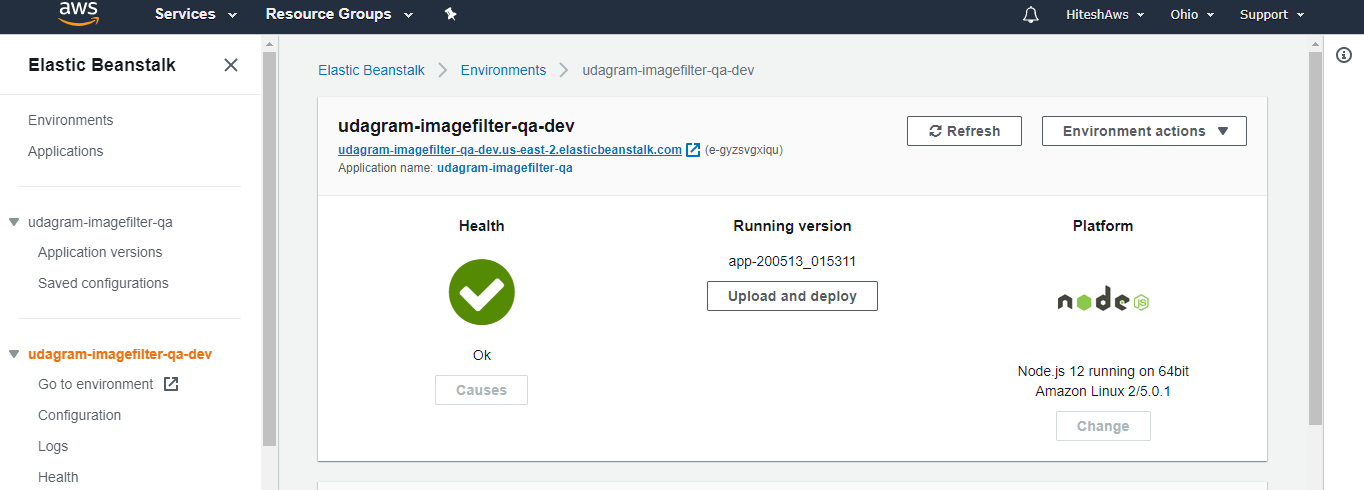 aws
Services
Resource Groups
HiteshAws
Ohio
Support
Elastic Beanstalk
Environments
Applications
udagram-imagefilter-qa
Application versions
Saved configurations
udagram-imagefilter-qa-dev
Go to environment
Configuration
Logs
Health
Elastic Beanstalk
Environments
udagram-imagefilter-qa-dev
udagram-imagefilter-qa-dev
Refresh
Environment actions
udagram-imagefilter-qa-dev.us-east-2.elasticbeanstalk.com (e-gyzsvgxiqu)
Application name: udagram-imagefilter-qa
Health
Ok
Causes
Running version
app-200513_015311
Upload and deploy
Platform
node JS
Node.js 12 running on 64bit
Amazon Linux 2/5.0.1
Change